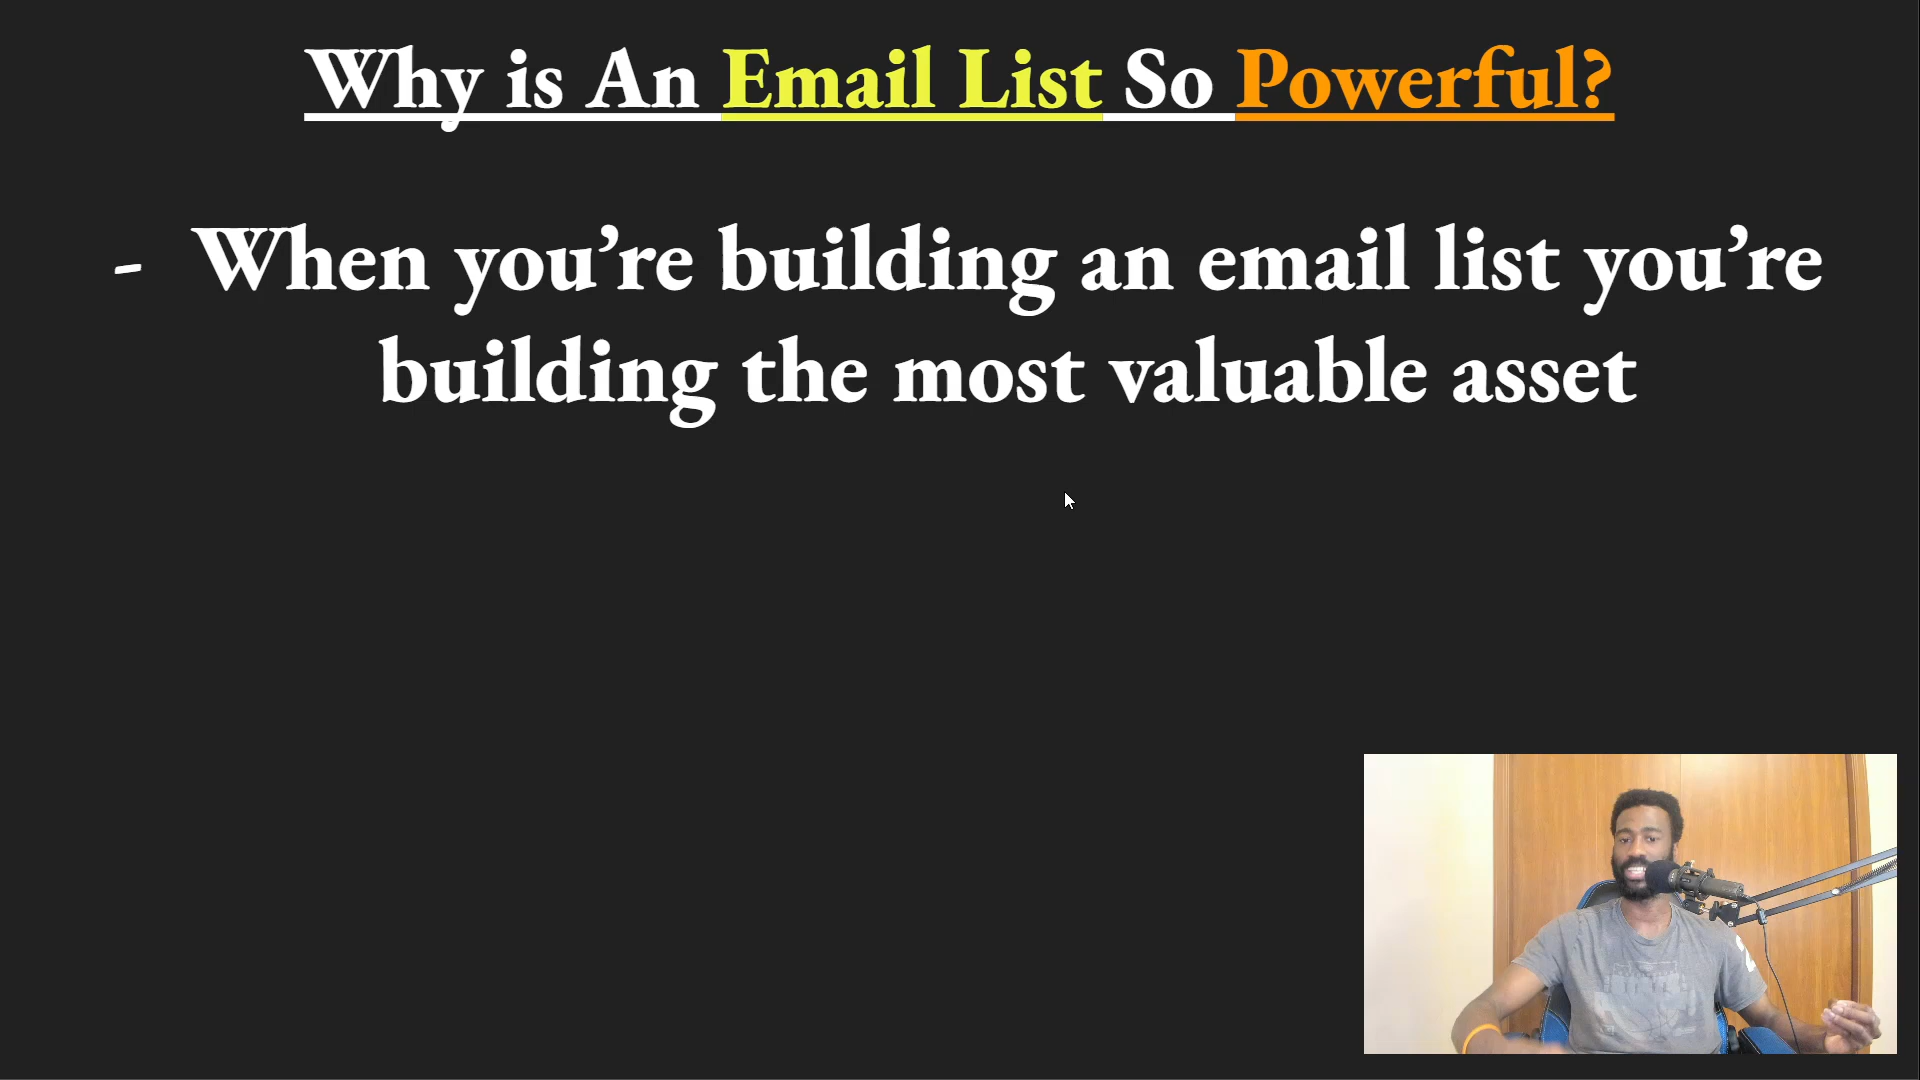 Why is An Email List So Powerful?
- When you’re building an email list you’re
building the most valuable asset